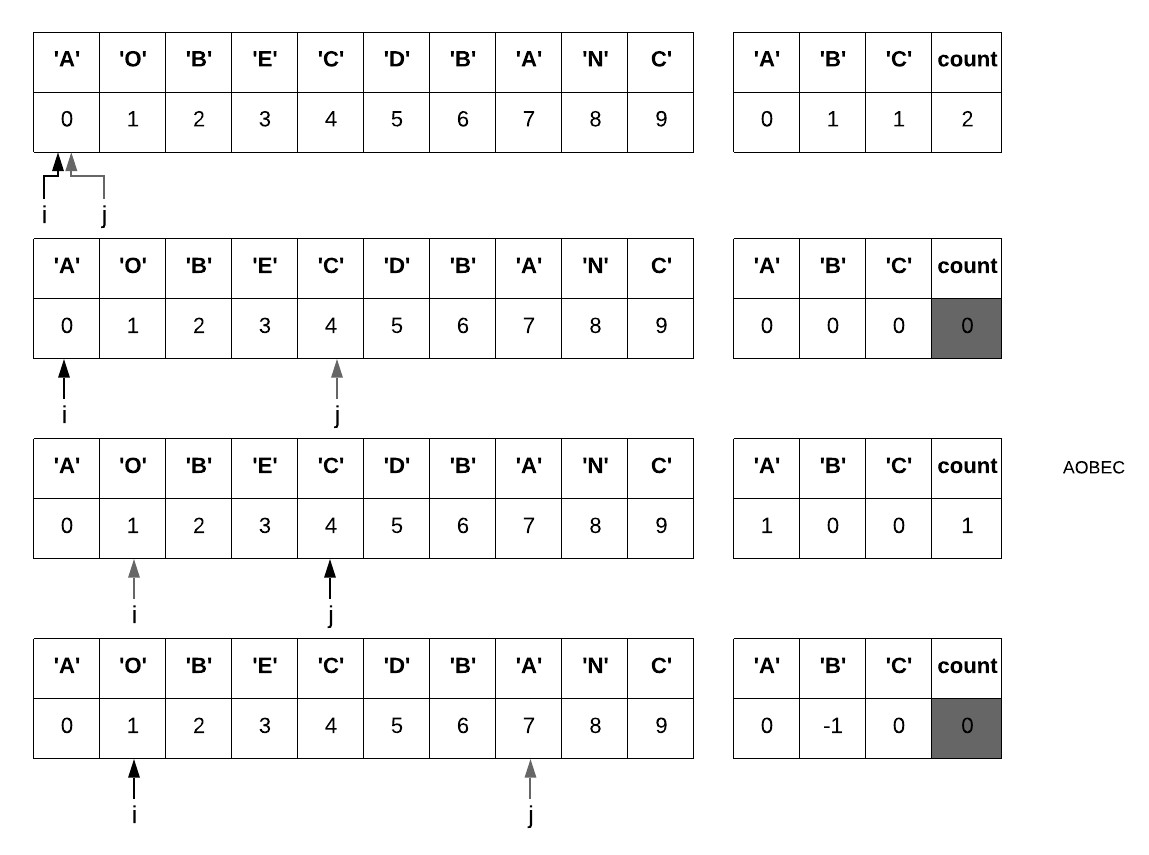 'A' 'O' 'B' 'E' 'C' 'D' 'B' 'A' 'N' C' 'A' 'B' 'C' count
0 1 2 3 4 5 6 7 8 9 0 1 1 2
i j
'A' 'O' 'B' 'E' 'C' 'D' 'B' 'A' 'N' C' 'A' 'B' 'C' count
0 1 2 3 4 5 6 7 8 9 0 0 0 0
i j
'A' 'O' 'B' 'E' 'C' 'D' 'B' 'A' 'N' C' 'A' 'B' 'C' count AOBEC
0 1 2 3 4 5 6 7 8 9 1 0 0 1
i j
'A' 'O' 'B' 'E' 'C' 'D' 'B' 'A' 'N' C' 'A' 'B' 'C' count
0 1 2 3 4 5 6 7 8 9 0 -1 0 0
i j